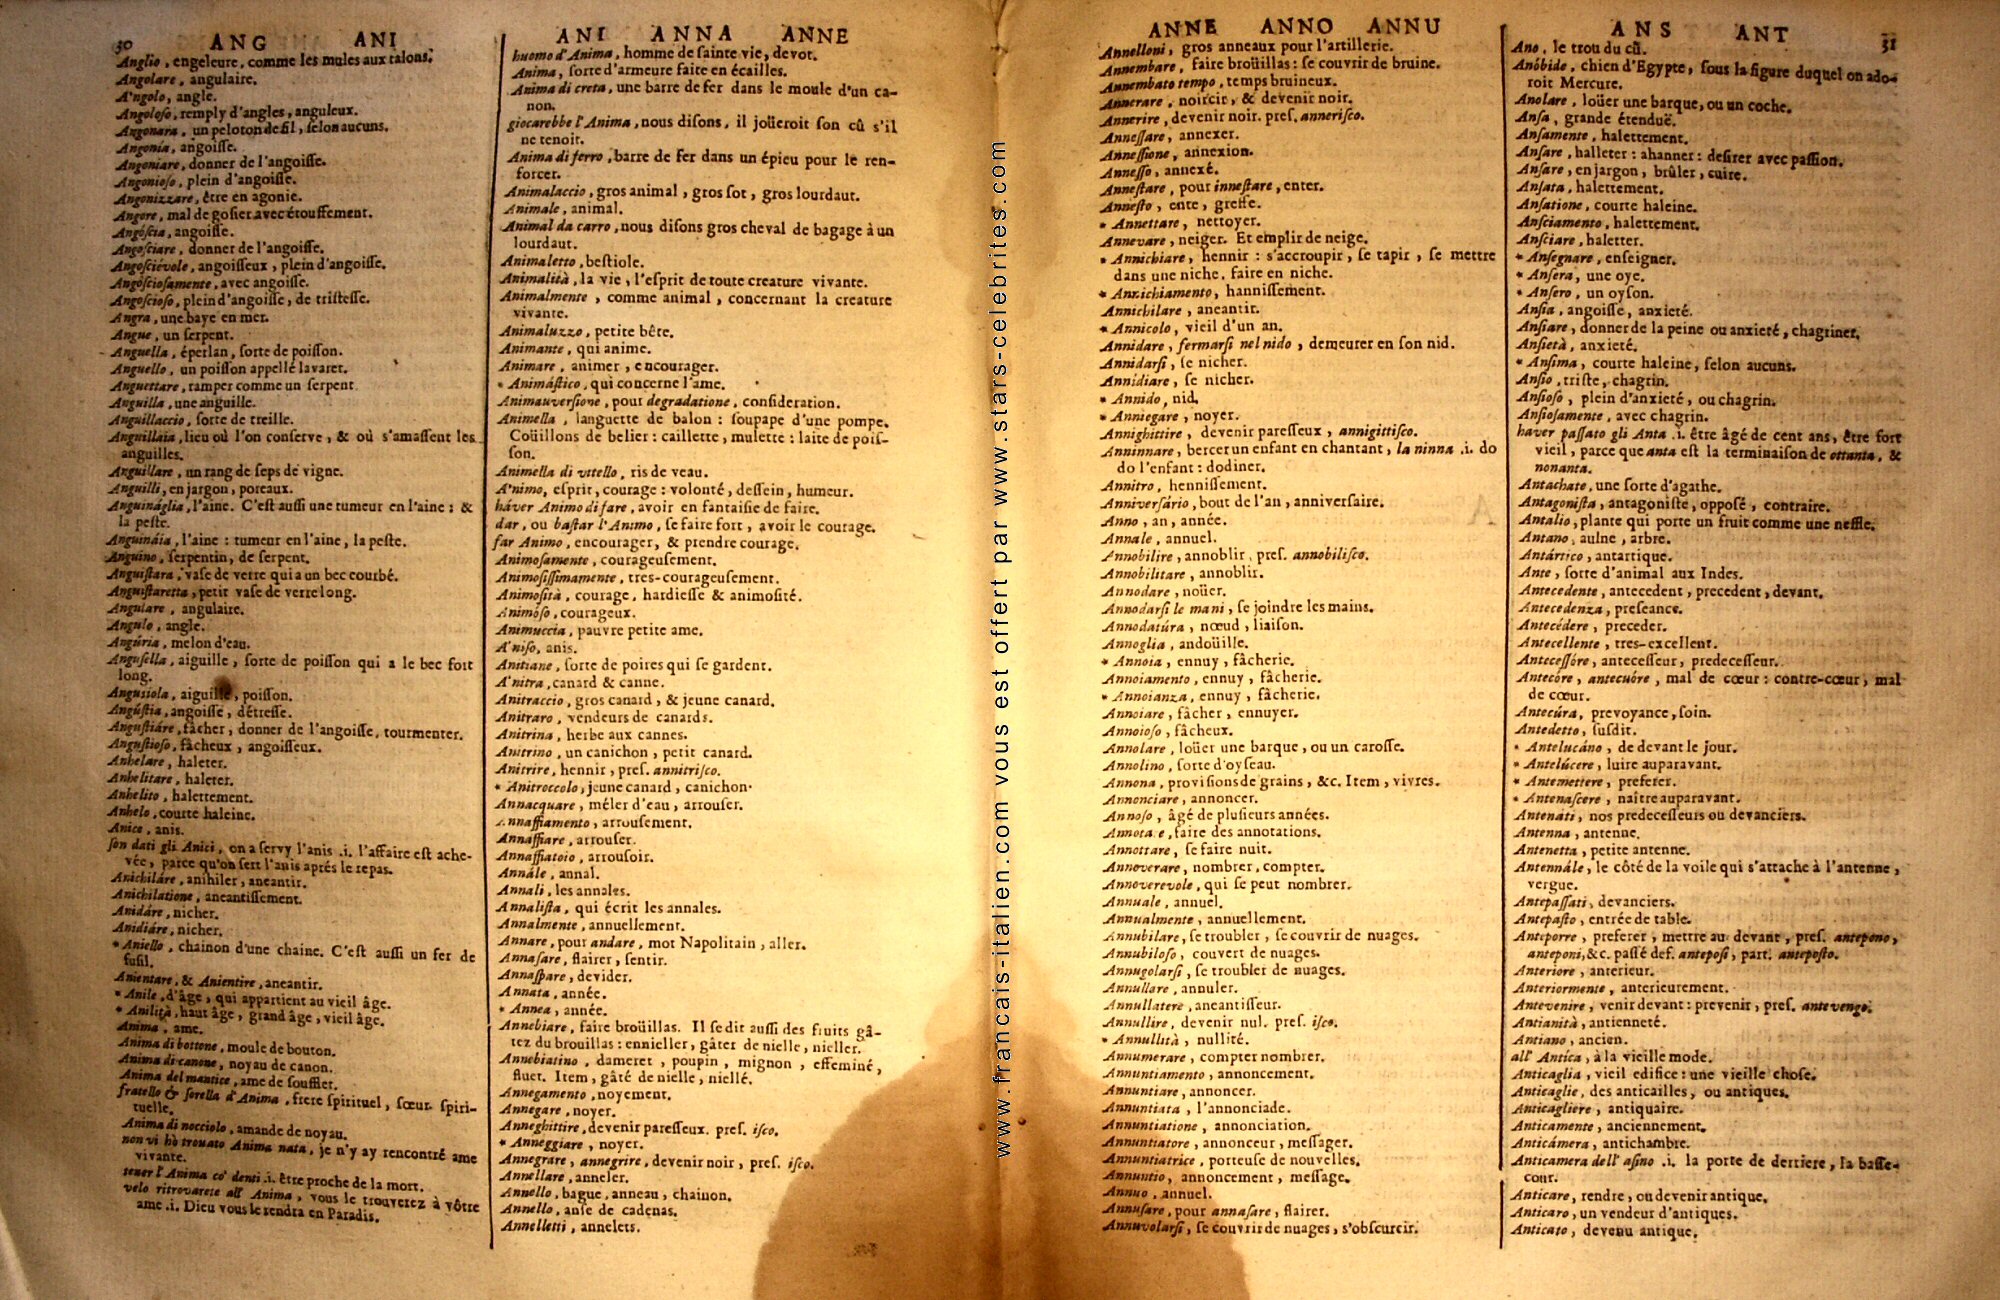 30 ANG ANI
Anglio, engeleure, comme les mules aux talons.
Angolare, angulaire.
A'ngolo, angle.
Angoloso, remply d'angles, anguleux.
Angonara, un peloton de fil, selon aucuns.
Angonia, angoisse.
Angoniare, donner de l'angoisse.
Angonioso, plein d'angoisse.
Angonizzare, être en agonie.
Angore, mal de gosier avec étouffement.
Angóscia, angoisse.
Angosciare, donner de l'angoisse.
Angosciévole, angoisseux, plein d'angoisse.
Angósciosamente, avec angoisse.
Angoscioso, plein d'angoisse, de tristesse.
Angra, une baye en mer.
Angue, un serpent.
Anguella, éperlan, sorte de poisson.
Anguello, un poisson appellé lavaret.
Anguettare, ramper comme un serpent
Anguilla, une anguille.
Anguillaccio, sorte de treille.
Anguillaia, lieu où l'on conserve, & où s'amassent les
anguilles.
Anguillare, un rang de seps de vigne.
Anguilli, en jargon, poreaux.
Anguináglia, l'aine. C'est aussi une tumeur en l'aine : &
la peste.
Anguináia, l'aine : tumeur en l'aine, la peste.
Anguino, serpentin, de serpent.
Anguistara, vase de verre qui a un bec courbé.
Anguistaretta, petit vase de verre long.
Angulare, angulaire.
Angulo, angle.
Angúria, melon d'eau.
Angusella, aiguille, sorte de poisson qui a le bec fort
long.
Angusiola, aiguille, poisson.
Angústia, angoisse, détresse.
Angustiáre, fâcher, donner de l'angoisse, tourmenter.
Angustioso, fâcheux, angoisseux.
Anhelare, haleter.
Anhelitare, haleter.
Anhelito, halettement.
Anhelo, courte haleine.
Anice, anis.
son dati gli Anici, on a servy l'anis .i. l'affaire est ache-
vée, parce qu'on sert l'anis aprés le repas.
Anichiláre, anihiler, aneantir.
Anichilatione, aneantissement.
Anidáre, nicher.
Anidiáre, nicher.
* Aniello, chainon d'une chaine. C'est aussi un fer de
fusil.
Anientare, & Anientire, aneantir.
* Anile, d'âge, qui appartient au vieil âge.
* Anilità, haut âge, grand âge, vieil âge.
Anima, ame.
Anima di bottone, moule de bouton.
Anima di canone, noyau de canon.
Anima del mantice, ame de soufflet.
fratello & sorella d'Anima, frere spirituel, sœur spiri-
tuelle.
Anima di nocciolo, amande de noyau.
non vi hò trouato Anima nata, je n'y ay rencontré ame
vivante.
tener l'Anima co' denti .i. être proche de la mort.
velo ritrovarete all' Anima, vous le trouverez à vôtre
ame .i. Dieu vous le rendra en Paradis.
ANI ANNA ANNE
huomo d'Anima, homme de sainte vie, devot.
Anima, sorte d'armeure faite en écailles.
Anima di creta, une barre de fer dans le moule d'un ca-
non.
giocarebbe l'Anima, nous disons, il joüeroit son cû s'il
ne tenoit.
Anima di ferro, barre de fer dans un épieu pour le ren-
forcer.
Animalaccio, gros animal, gros sot, gros lourdaut.
Animale, animal.
Animal da carro, nous disons gros cheval de bagage à un
lourdaut.
Animaletto, bestiole.
Animalità, la vie, l'esprit de toute creature vivante.
Animalmente, comme animal, concernant la creature
vivante.
Animaluzzo, petite bête.
Animante, qui anime.
Animare, animer, encourager.
* Animástico, qui concerne l'ame.
Animauversione, pour degradatione, consideration.
Animella, languette de balon : soupape d'une pompe.
Coüillons de belier : caillette, mulette : laite de pois-
son.
Animella di vitello, ris de veau.
A'nimo, esprit, courage : volonté, dessein, humeur.
háver Animo di fare, avoir en fantaisie de faire.
dar, ou bastar l'Animo, se faire fort, avoir le courage.
far Animo, encourager, & prendre courage.
Animosamente, courageusement.
Animosissimamente, tres-courageusement.
Animosità, courage, hardiesse & animosité.
Animóso, courageux.
Animuccia, pauvre petite ame.
A'niso, anis.
Anitiane, sorte de poires qui se gardent.
A'nitra, canard & canne.
Anitraccio, gros canard, & jeune canard.
Anitraro, vendeurs de canards.
Anitrina, herbe aux cannes.
Anitrino, un canichon, petit canard.
Anitrire, hennir, pres. annitrisco.
* Anitroccolo, jeune canard, canichon.
Annacquare, méler d'eau, arrouser.
Annaffiamento, arrousement.
Annaffiare, arrouser.
Annaffiatoio, arrousoir.
Annále, annal.
Annali, les annales.
Annalista, qui écrit les annales.
Annalmente, annuellement.
Annare, pour andare, mot Napolitain, aller.
Annasare, flairer, sentir.
Annaspare, devider.
Annata, année.
* Annea, année.
Annebiare, faire broüillas. Il se dit aussi des fruits gâ-
tez du brouillas : ennieller, gâter de nielle, nieller.
Annebiatino, dameret, poupin, mignon, effeminé,
fluet. Item, gâté de nielle, niellé.
Annegamento, noyement.
Annegare, noyer.
Anneghittire, devenir paresseux. pres. isco.
* Anneggiare, noyer.
Annegrare, annegrire, devenir noir, pres. isco.
Annellare, anneler.
Annello, bague, anneau, chainon.
Annello, anse de cadenas.
Annelletti, annelets.
www.francais-italien.com vous est offert par www.stars-celebrites.com
ANNE ANNO ANNU
Annelloni, gros anneaux pour l'artillerie.
Annembare, faire broüillas : se couvrir de bruine.
Annembato tempo, temps bruineux.
Annerare, noircir, & devenir noir.
Annerire, devenir noir. pres. annerisco.
Annessare, annexer.
Annessione, annexion.
Annesso, annexé.
Annestare, pour innestare, enter.
Annesto, ente, greffe.
* Annettare, nettoyer.
Annevare, neiger. Et emplir de neige.
* Annichiare, hennir : s'accroupir, se tapir, se mettre
dans une niche, faire en niche.
* Annichiamento, hannissement.
Annichilare, aneantir.
* Annicolo, vieil d'un an.
Annidare, fermarsi nel nido, demeurer en son nid.
Annidarsi, se nicher.
Annidiare, se nicher.
* Annido, nid.
* Anniegare, noyer.
Annighittire, devenir paresseux, annigittisco.
Anninnare, bercer un enfant en chantant, la ninna .i. do
do l'enfant : dodiner.
Annitro, hennissement.
Anniversário, bout de l'an, anniversaire.
Anno, an, année.
Annale, annuel.
Annobilire, annoblir, pres. annobilisco.
Annobilitare, annoblir.
Annodare, noüer.
Annodarsi le mani, se joindre les mains.
Annodatúra, nœud, liaison.
Annoglia, andoüille.
* Annoia, ennuy, fâcherie.
Annoiamento, ennuy, fâcherie.
* Annoianza, ennuy, fâcherie.
Annoiare, fâcher, ennuyer.
Annoioso, fâcheux.
Annolare, loüer une barque, ou un carosse.
Annolino, sorte d'oyseau.
Annona, provisions de grains, &c. Item, vivres.
Annonciare, annoncer.
Annoso, âgé de plusieurs années.
Annotare, faire des annotations.
Annottare, se faire nuit.
Annoverare, nombrer, compter.
Annoverevole, qui se peut nombrer.
Annuale, annuel.
Annualmente, annuellement.
Annubilare, se troubler, se couvrir de nuages.
Annubiloso, couvert de nuages.
Annugolarsi, se troubler de nuages.
Annullare, annuler.
Annullatere, aneantisseur.
Annullire, devenir nul. pres. isco.
* Annullità, nullité.
Annumerare, compter nombrer.
Annuntiamento, annoncement.
Annuntiare, annoncer.
Annuntiata, l'annonciade.
Annuntiatione, annonciation.
Annuntiatore, annonceur, messager.
Annuntiatrice, porteuse de nouvelles.
Annuntio, annoncement, message.
Annuo, annuel.
Annusare, pour annasare, flairer.
Annuvolarsi, se couvrir de nuages, s'obscurcir.
ANS ANT 31
Ano, le trou du cû.
Anóbide, chien d'Egypte, sous la figure duquel on ado-
roit Mercure.
Anolare, loüer une barque, ou un coche.
Ansa, grande étenduë.
Ansamente, halettement.
Ansare, halleter : ahanner : desirer avec passion.
Ansare, en jargon, brûler, cuire.
Ansata, halettement.
Ansatione, courte haleine.
Ansciamento, halettement.
Ansciare, haletter.
* Ansegnare, enseigner.
* Ansera, une oye.
* Ansero, un oyson.
Ansia, angoisse, anxieté.
Ansiare, donner de la peine ou anxieté, chagriner.
Ansietà, anxieté.
* Ansima, courte haleine, selon aucuns.
Ansio, triste, chagrin.
Ansioso, plein d'anxieté, ou chagrin.
Ansiosamente, avec chagrin.
haver passato gli Anta .i. être âgé de cent ans, être fort
vieil, parce que anta est la terminaison de ottanta, &
nonanta.
Antachate, une sorte d'agathe.
Antagonista, antagoniste, opposé, contraire.
Antalio, plante qui porte un fruit comme une neffle.
Antano, aulne, arbre.
Antártico, antartique.
Ante, sorte d'animal aux Indes.
Antecedente, antecedent, precedent, devant.
Antecedenza, preseance.
Antecédere, preceder.
Antecellente, tres-excellent.
Antecessóre, antecesseur, predecesseur.
Antecóre, antecuóre, mal de cœur : contre-cœur, mal
de cœur.
Antecúra, prevoyance, soin.
Antedetto, susdit.
* Antelucáno, de devant le jour.
* Antelúcere, luire auparavant.
* Antemettere, preferer.
* Antenascere, naitre auparavant.
Antenáti, nos predecesseurs ou devanciers.
Antenna, antenne.
Antenetta, petite antenne.
Antennále, le côté de la voile qui s'attache à l'antenne,
vergue.
Antepassati, devanciers.
Antepasto, entrée de table.
Anteporre, preferer, mettre au devant, pres. antepono,
anteponi, &c. passé def. anteposi, part. anteposto.
Anteriore, anterieur.
Anteriormente, anterieurement.
Antevenire, venir devant : prevenir, pres. antevengo.
Antianità, antienneté.
Antiano, ancien.
all' Antica, à la vieille mode.
Anticaglia, vieil edifice : une vieille chose.
Anticaglie, des anticailles, ou antiques.
Anticagliere, antiquaire.
Anticamente, anciennement.
Anticámera, antichambre.
Anticamera dell' asino .i. la porte de derriere, la basse-
cour.
Anticare, rendre, ou devenir antique.
Anticaro, un vendeur d'antiques.
Anticato, devenu antique.